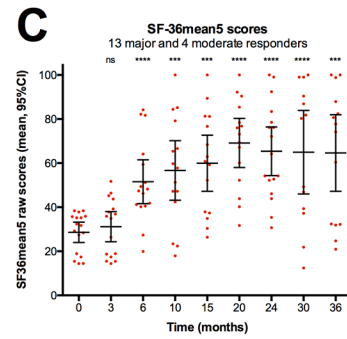 C
SF-36mean5 scores
13 major and 4 moderate responders
ns **** *** *** **** **** **** ***
SF36mean5 raw scores (mean, 95%CI)
100
80
60
40
20
0
0 3 6 10 15 20 24 30 36
Time (months)